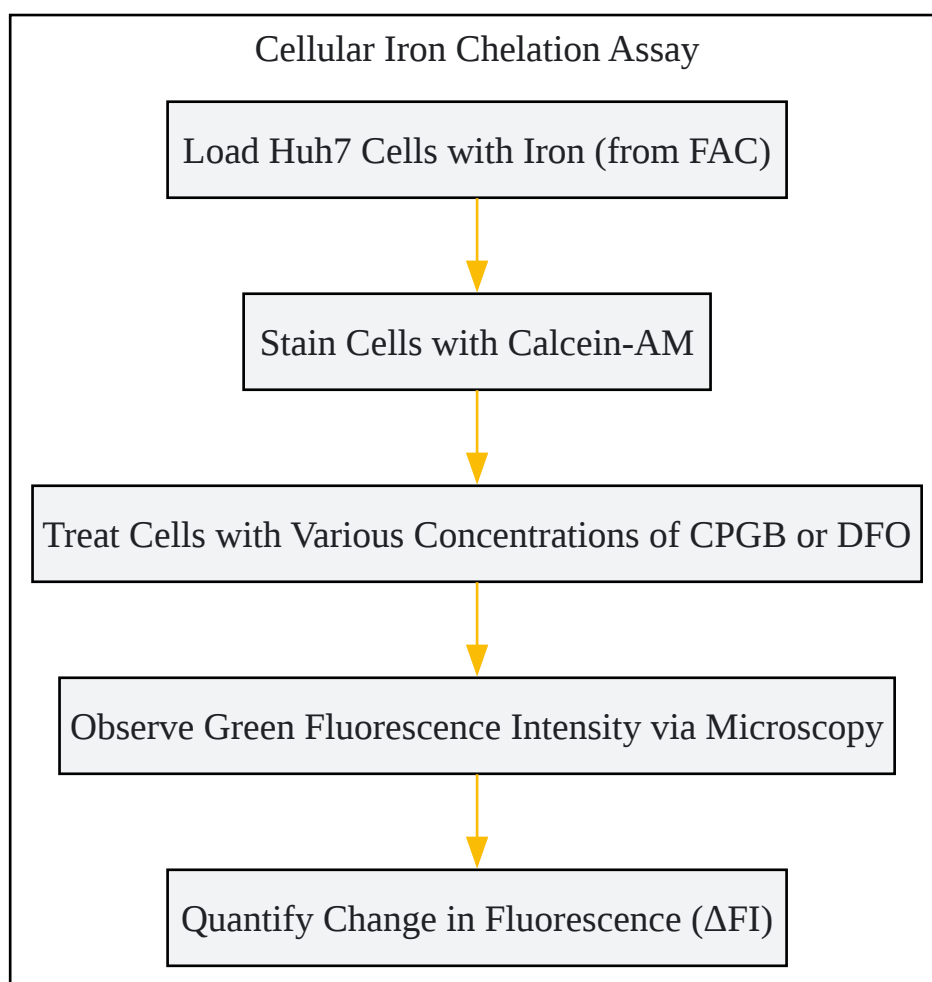 Cellular Iron Chelation Assay
Load Huh7 Cells with Iron (from FAC)
Stain Cells with Calcein-AM
Treat Cells with Various Concentrations of CPGB or DFO
Observe Green Fluorescence Intensity via Microscopy
Quantify Change in Fluorescence (ΔFI)